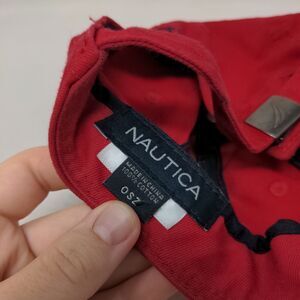 NAUTICA
MADE IN CHINA
100% COTTON
OSZ